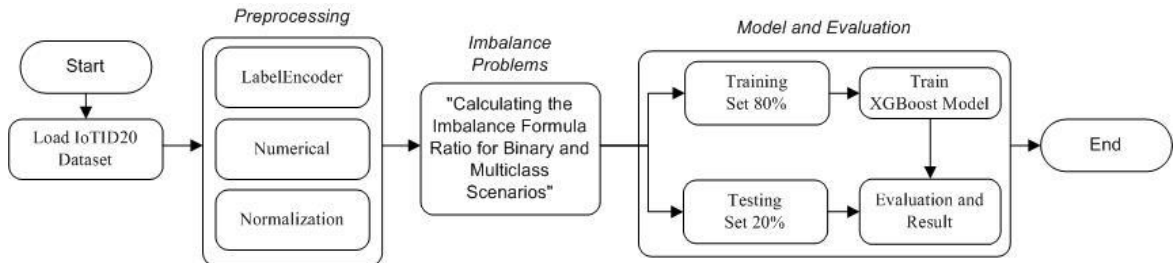 Preprocessing
Start
Load IoTID20
Dataset
LabelEncoder
Numerical
Normalization
Imbalance
Problems
"Calculating the
Imbalance Formula
Ratio for Binary and
Multiclass
Scenarios"
Model and Evaluation
Training
Set 80%
Train
XGBoost Model
Testing
Set 20%
Evaluation and
Result
End